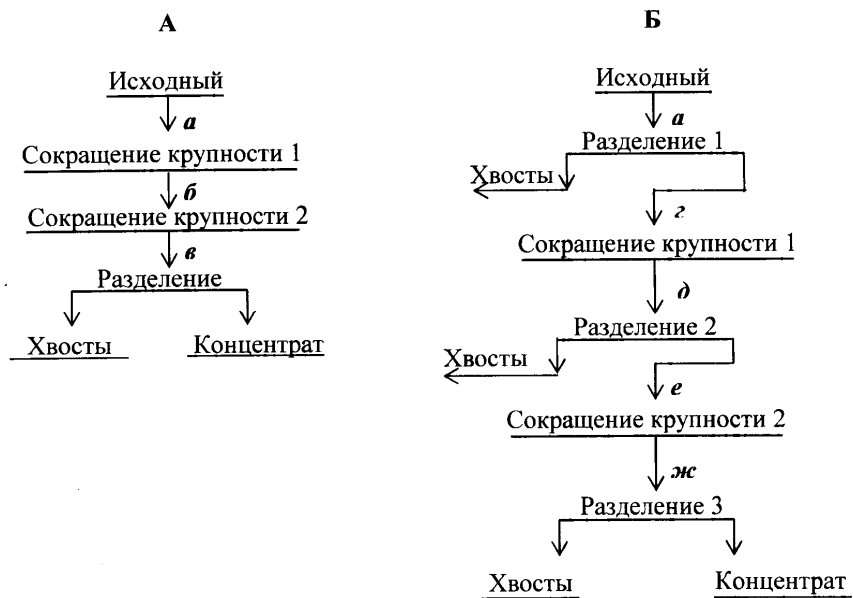 А
Исходный
а
Сокращение крупности 1
б
Сокращение крупности 2
в
Разделение
Хвосты
Концентрат
Б
Исходный
а
Разделение 1
Хвосты
г
Сокращение крупности 1
д
Разделение 2
Хвосты
е
Сокращение крупности 2
ж
Разделение 3
Хвосты
Концентрат